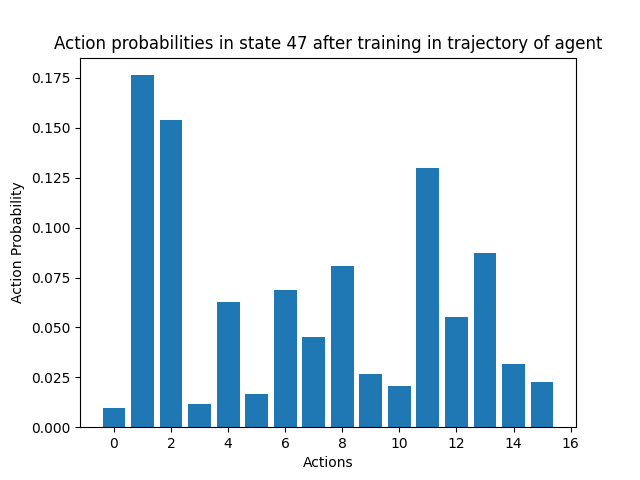 Action probabilities in state 47 after training in trajectory of agent
Action Probability
0.175
0.150
0.125
0.100
0.075
0.050
0.025
0.000
0 2 4 6 8 10 12 14 16
Actions